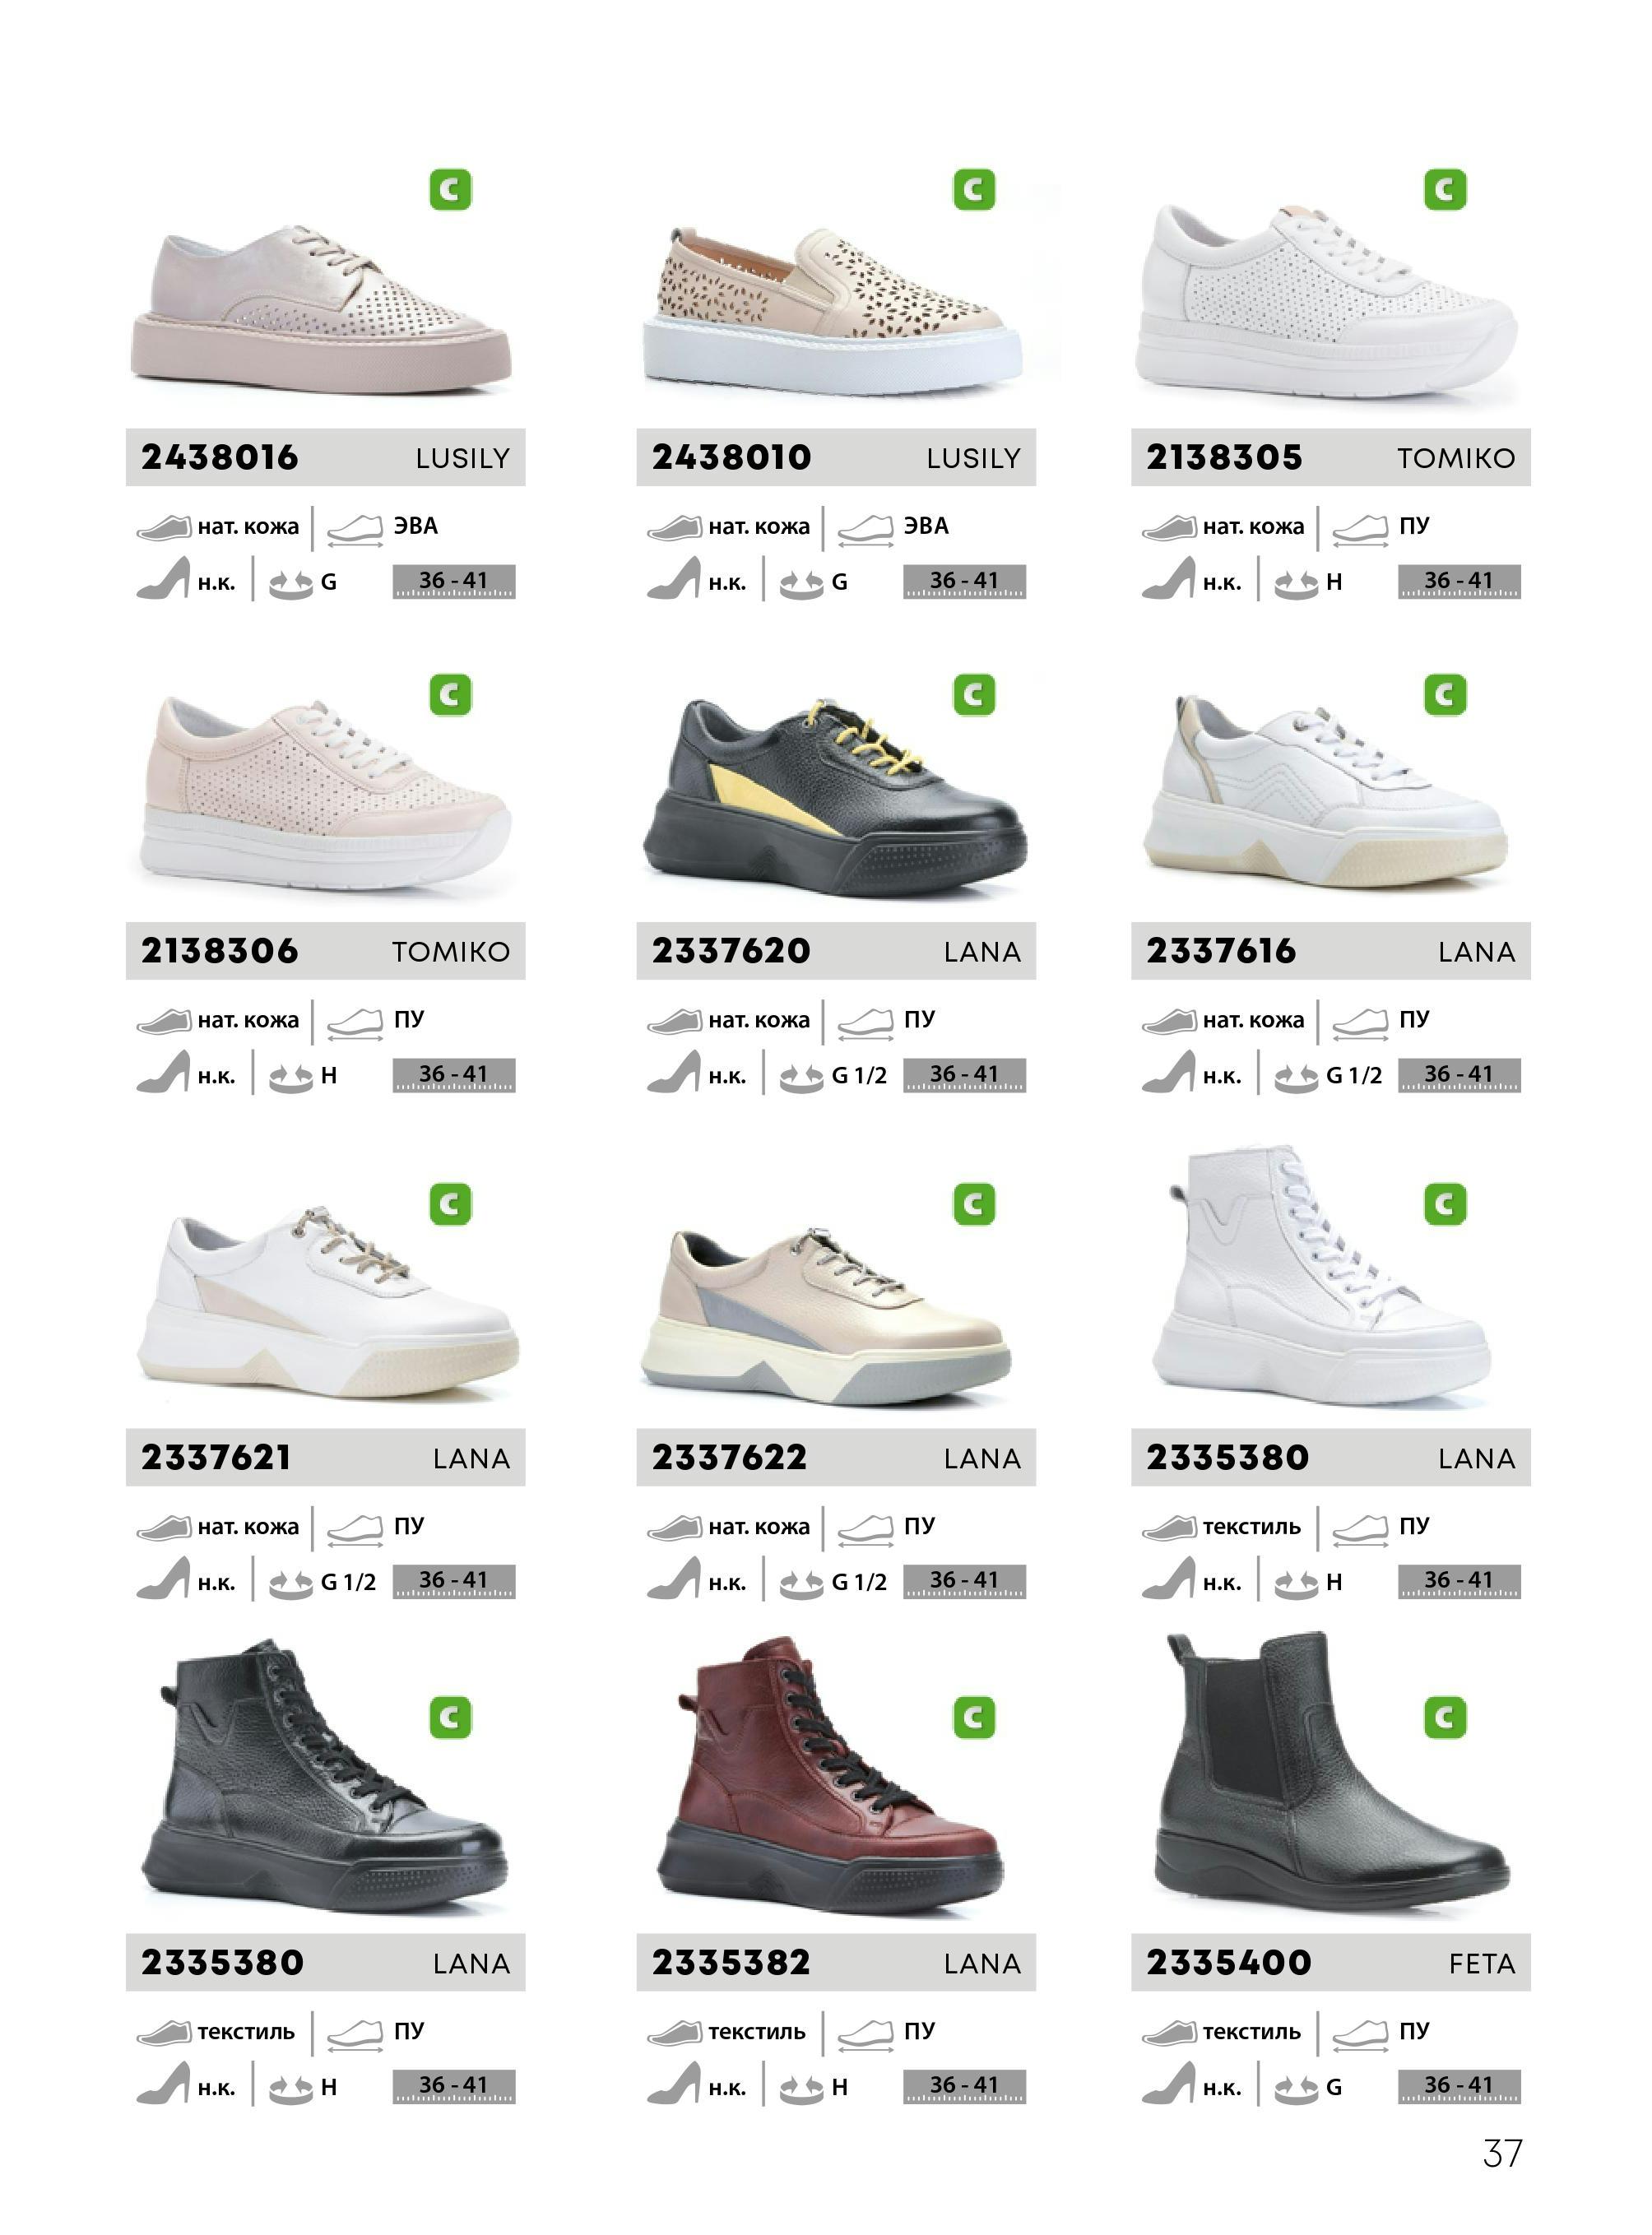 C C C
2438016 LUSILY 2438010 LUSILY 2138305 TOMIKO
нат. кожа ЭВА нат. кожа ЭВА нат. кожа ПУ
н.к. G 36 - 41 н.к. G 36 - 41 н.к. H 36 - 41
C C C
2138306 TOMIKO 2337620 LANA 2337616 LANA
нат. кожа ПУ нат. кожа ПУ нат. кожа ПУ
н.к. H 36 - 41 н.к. G 1/2 36 - 41 н.к. G 1/2 36 - 41
C C C
2337621 LANA 2337622 LANA 2335380 LANA
нат. кожа ПУ нат. кожа ПУ текстиль ПУ
н.к. G 1/2 36 - 41 н.к. G 1/2 36 - 41 н.к. H 36 - 41
C C C
2335380 LANA 2335382 LANA 2335400 FETA
текстиль ПУ текстиль ПУ текстиль ПУ
н.к. H 36 - 41 н.к. H 36 - 41 н.к. G 36 - 41
37